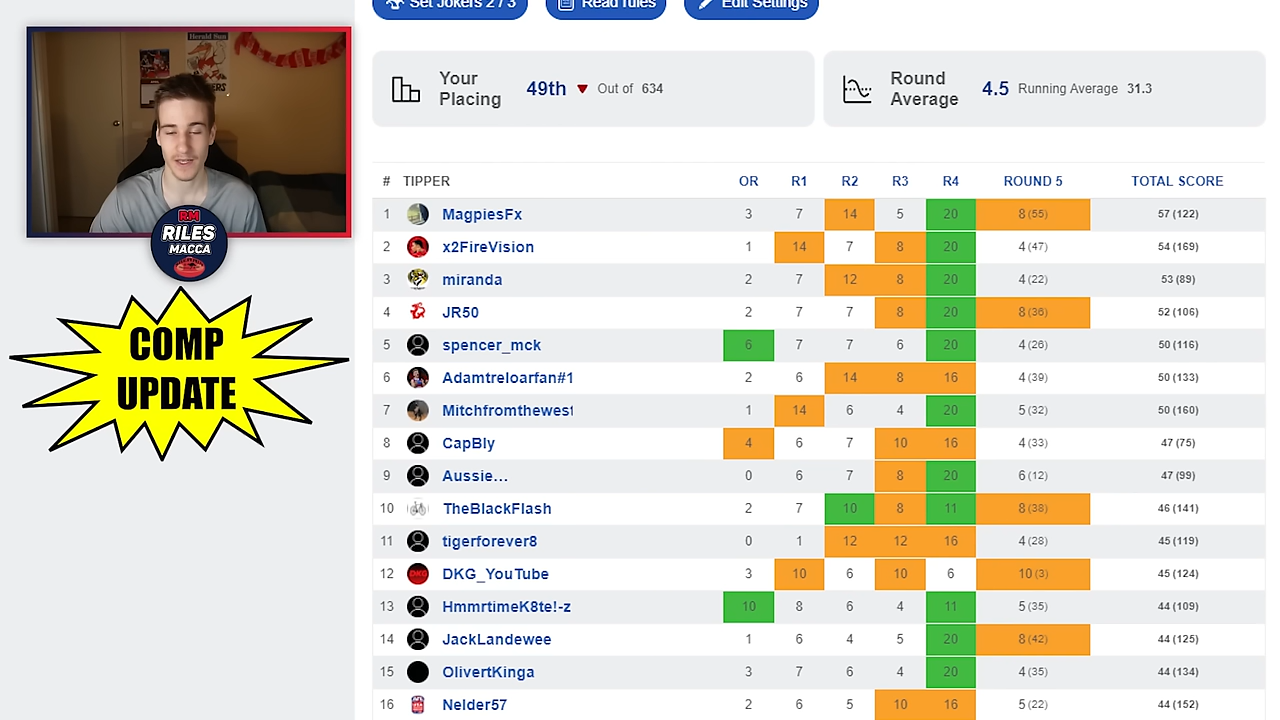 Set Jokers 2 / 3 Read rules Edit Settings
Herald Sun
Your Placing 49th Out of 634
Round Average 4.5 Running Average 31.3
# TIPPER OR R1 R2 R3 R4 ROUND 5 TOTAL SCORE
1 MagpiesFx 3 7 14 5 20 8 (55) 57 (122)
2 x2FireVision 1 14 7 8 20 4 (47) 54 (169)
3 miranda 2 7 12 8 20 4 (22) 53 (89)
4 JR50 2 7 7 8 20 8 (36) 52 (106)
5 spencer_mck 6 7 7 6 20 4 (26) 50 (116)
6 Adamtreloarfan#1 2 6 14 8 16 4 (39) 50 (133)
7 Mitchfromthewest 1 14 6 4 20 5 (32) 50 (160)
8 CapBly 4 6 7 10 16 4 (33) 47 (75)
9 Aussie... 0 6 7 8 20 6 (12) 47 (99)
10 TheBlackFlash 2 7 10 8 11 8 (38) 46 (141)
11 tigerforever8 0 1 12 12 16 4 (28) 45 (119)
12 DKG_YouTube 3 10 6 10 6 10 (3) 45 (124)
13 HmmrtimeK8te!-z 10 8 6 4 11 5 (35) 44 (109)
14 JackLandewee 1 6 4 5 20 8 (42) 44 (125)
15 OlivertKinga 3 7 6 4 20 4 (35) 44 (134)
16 Nelder57 2 6 5 10 16 5 (22) 44 (152)
RM
RILES
MACCA
COMP
UPDATE